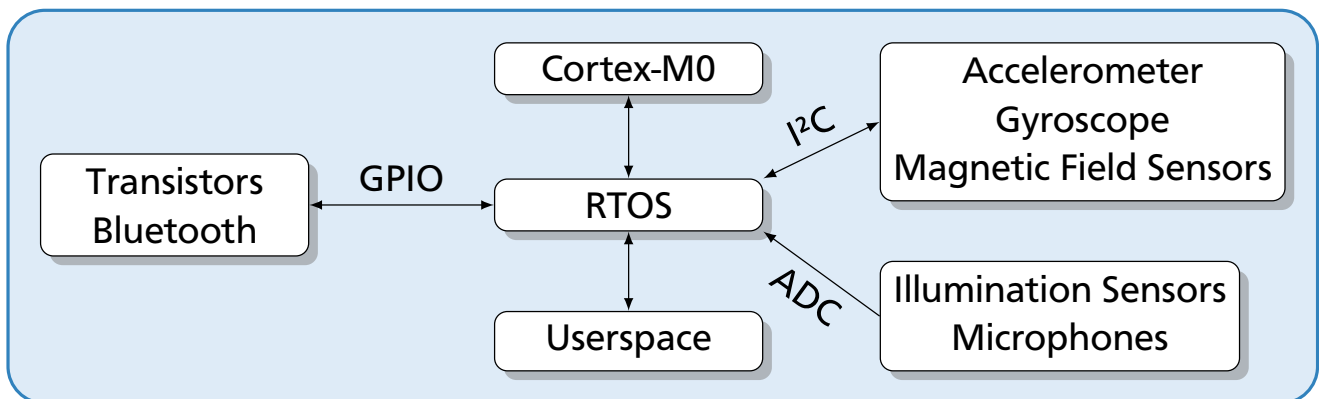 Cortex-M0
Accelerometer
Gyroscope
Magnetic Field Sensors
I²C
Transistors
Bluetooth
GPIO
RTOS
ADC
Illumination Sensors
Microphones
Userspace